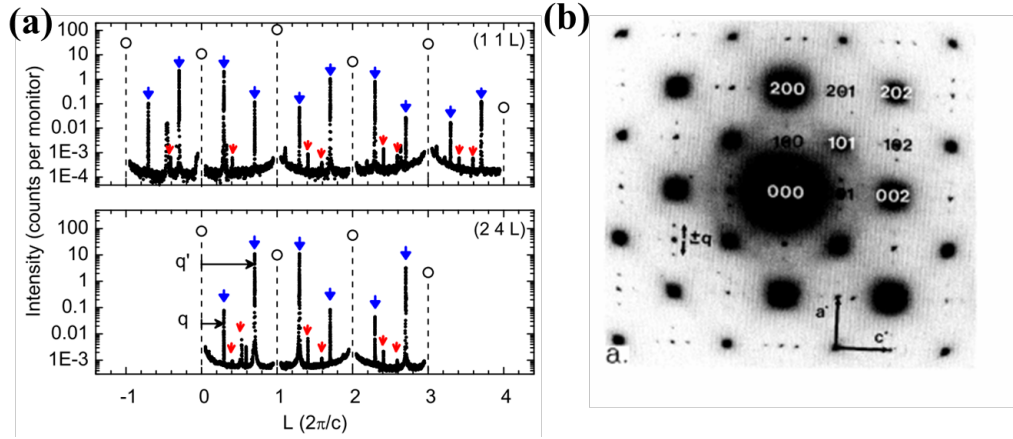 (a)
(b)
Intensity (counts per monitor)
100
10
1
0.1
0.01
1E-3
1E-4
(1 1 L)
100
10
1
0.1
0.01
1E-3
(2 4 L)
q'
q
-1 0 1 2 3 4
L (2π/c)
200 201 202
100 101 102
000 002
±q
a*
c*
a.